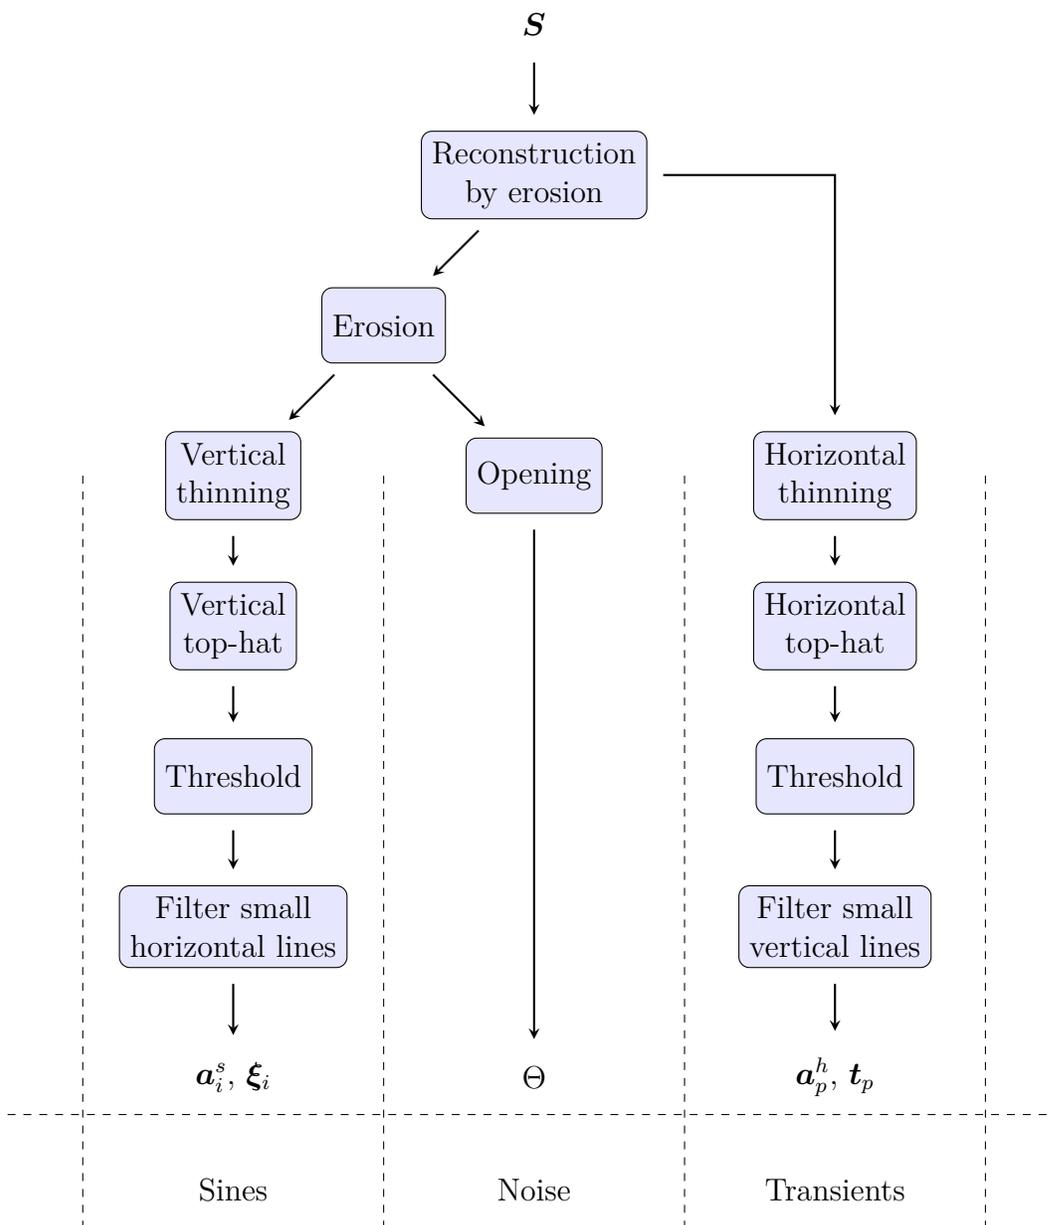 S
Reconstruction
by erosion
Erosion
Vertical
thinning
Opening
Horizontal
thinning
Vertical
top-hat
Horizontal
top-hat
Threshold
Threshold
Filter small
horizontal lines
Filter small
vertical lines
a_i^s, ξ_i
Θ
a_p^h, t_p
Sines
Noise
Transients